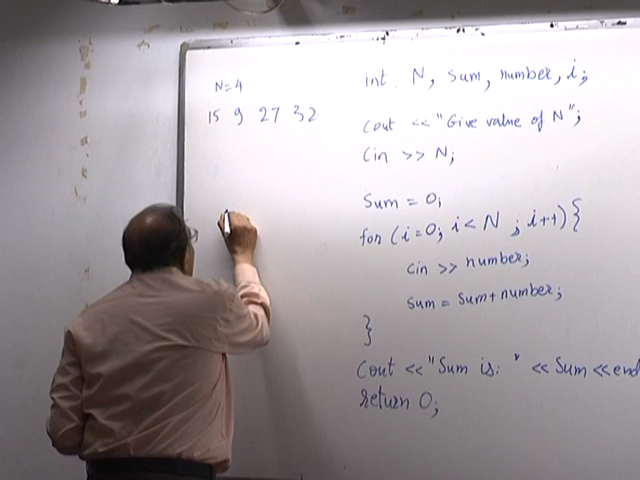 N=4
15 9 27 32
int N, sum, number, i;
cout << "Give value of N";
cin >> N;
Sum = 0;
for (i=0; i<N ; i++) {
cin >> number;
sum = sum+number;
}
cout << "Sum is: " << sum << end
return 0;